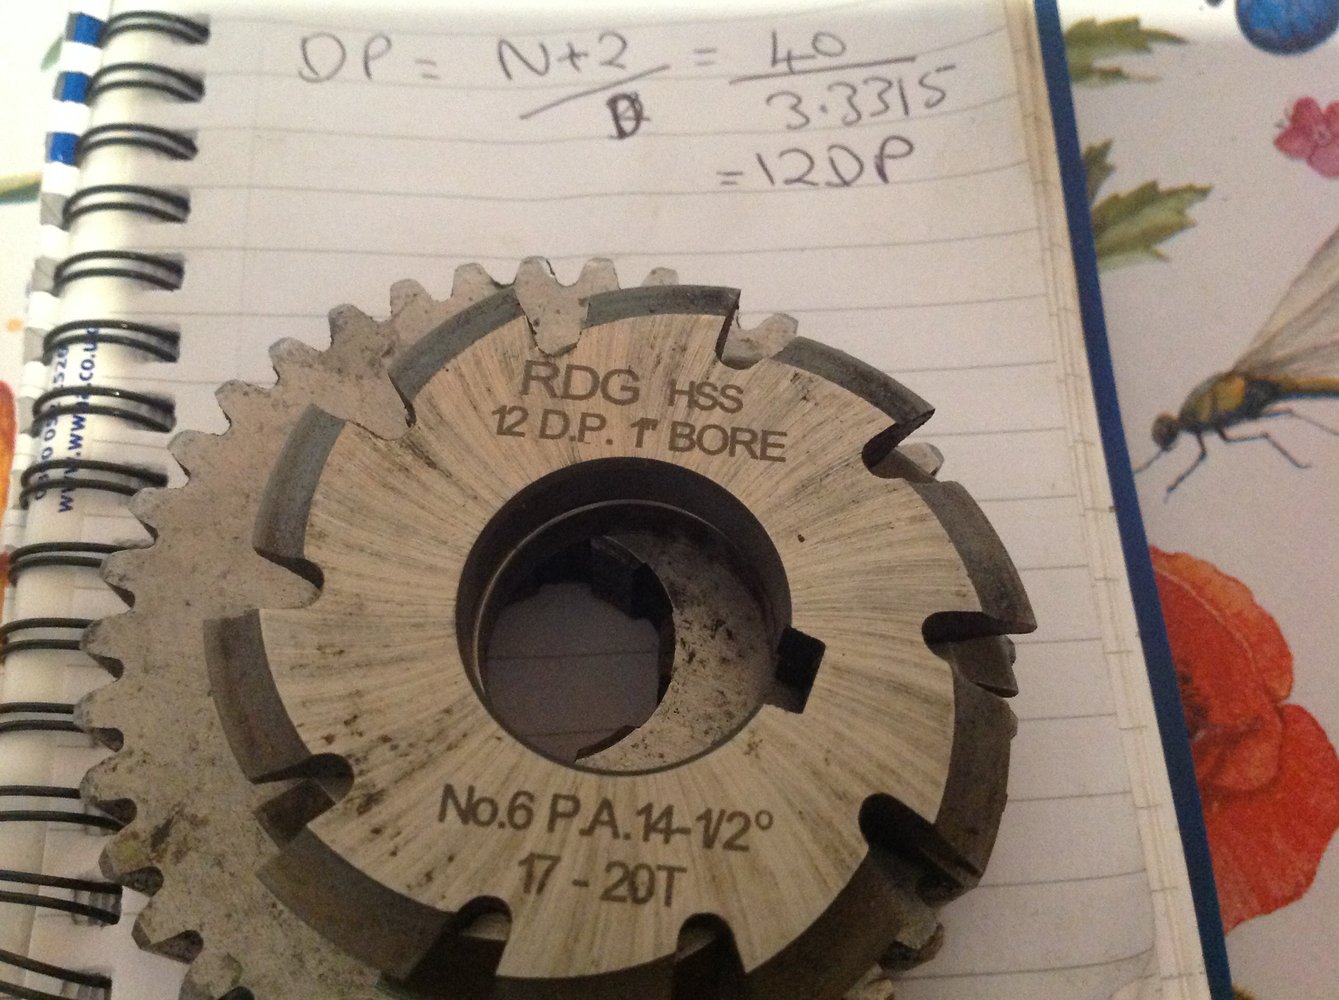 DP = N+2 / D = 40 / 3.3315
= 12DP
RDG HSS
12 D.P. 1" BORE
No.6 P.A.14-1/2°
17 - 20T